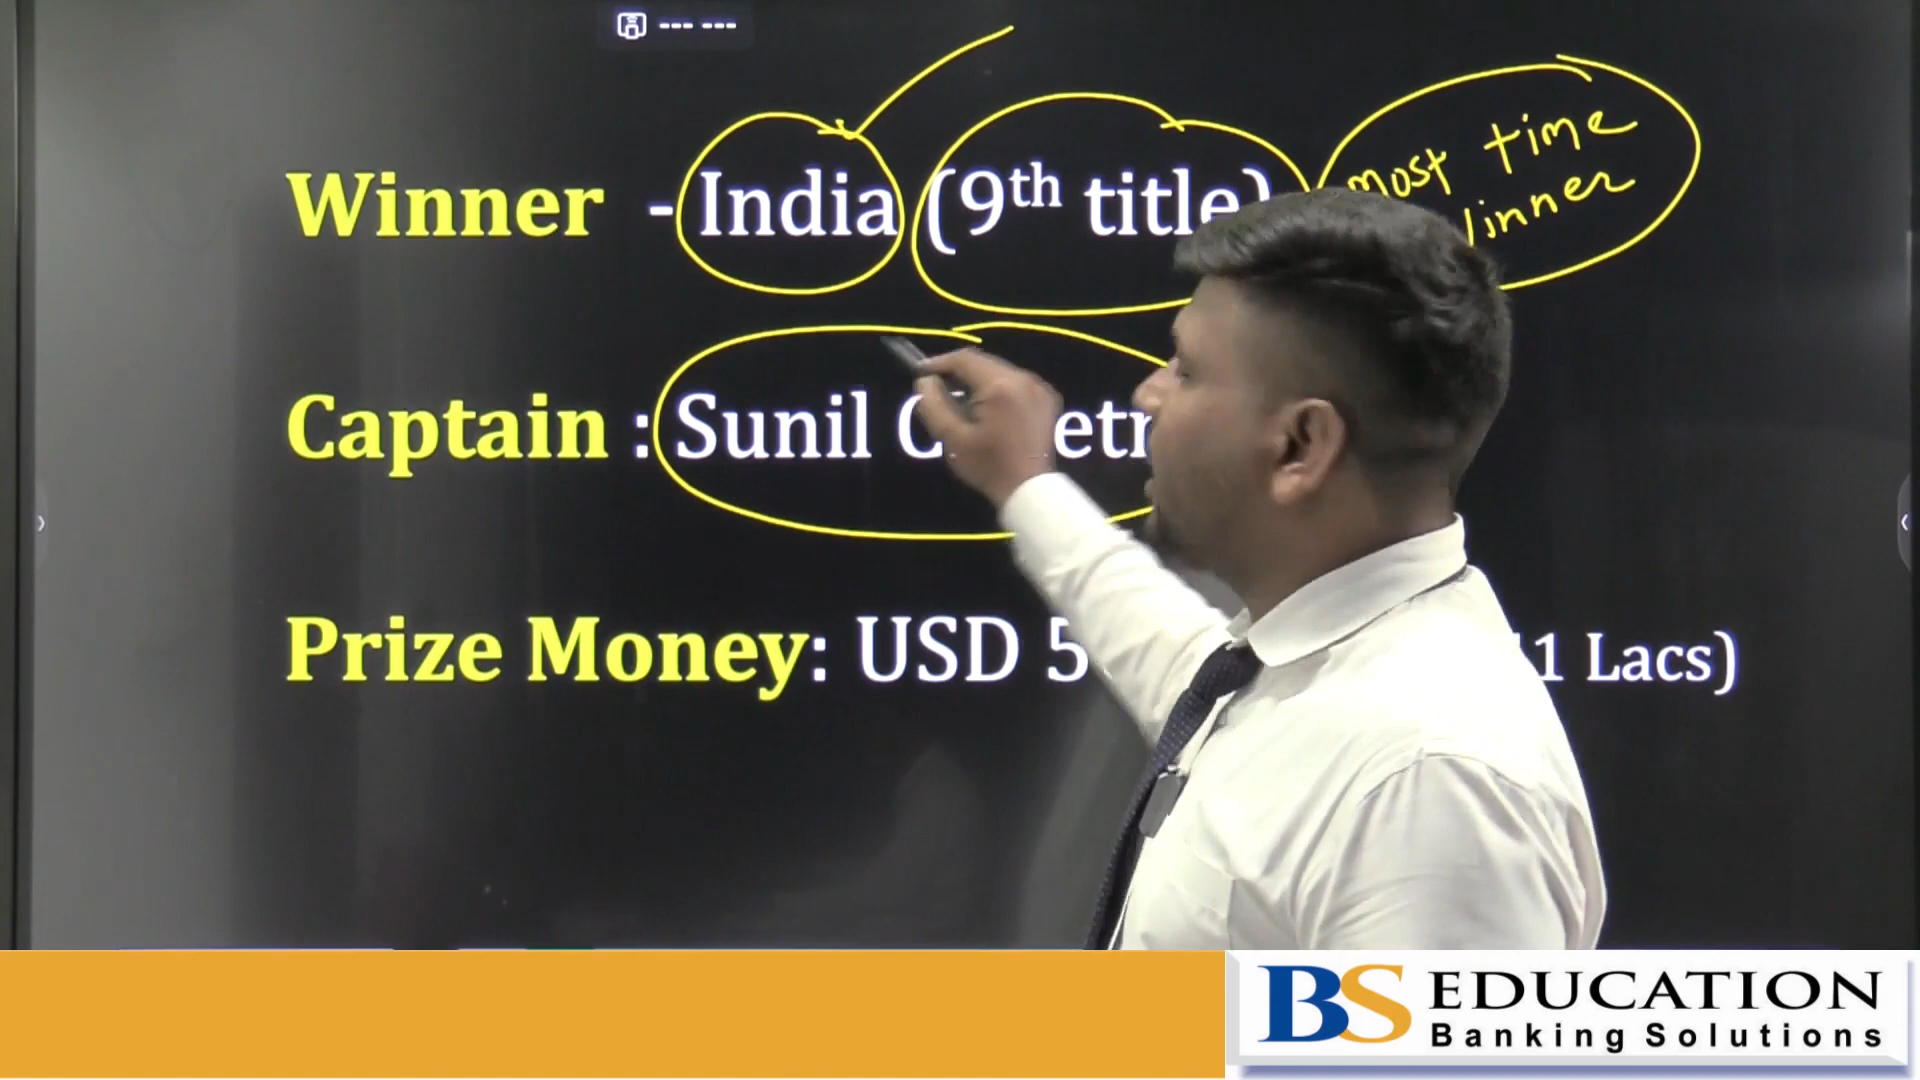 --- ---
most time
Winner - India (9th title)
inner
Captain : Sunil
Prize Money: USD 5 1 Lacs)
BS EDUCATION
Banking Solutions